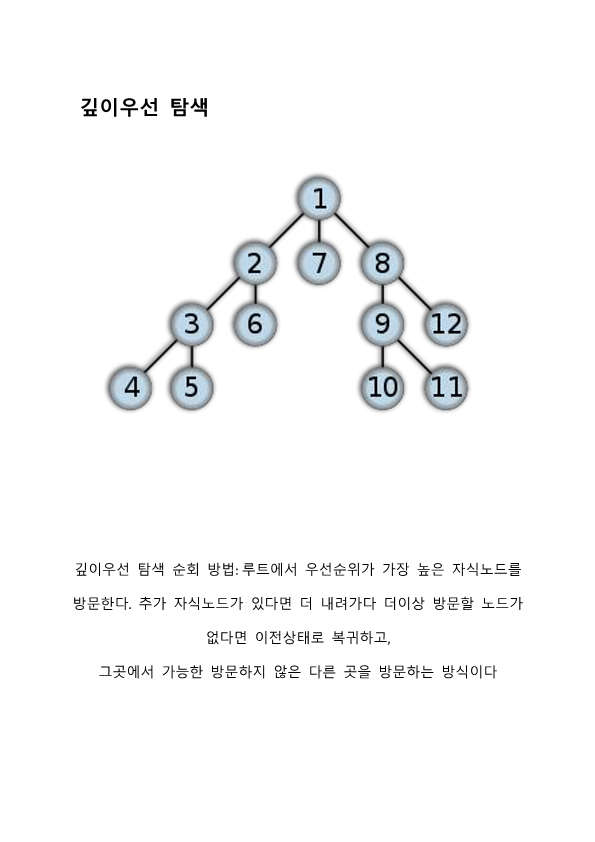 깊이우선 탐색
1
2 7 8
3 6 9 12
4 5 10 11
깊이우선 탐색 순회 방법: 루트에서 우선순위가 가장 높은 자식노드를
방문한다. 추가 자식노드가 있다면 더 내려가다 더이상 방문할 노드가
없다면 이전상태로 복귀하고,
그곳에서 가능한 방문하지 않은 다른 곳을 방문하는 방식이다